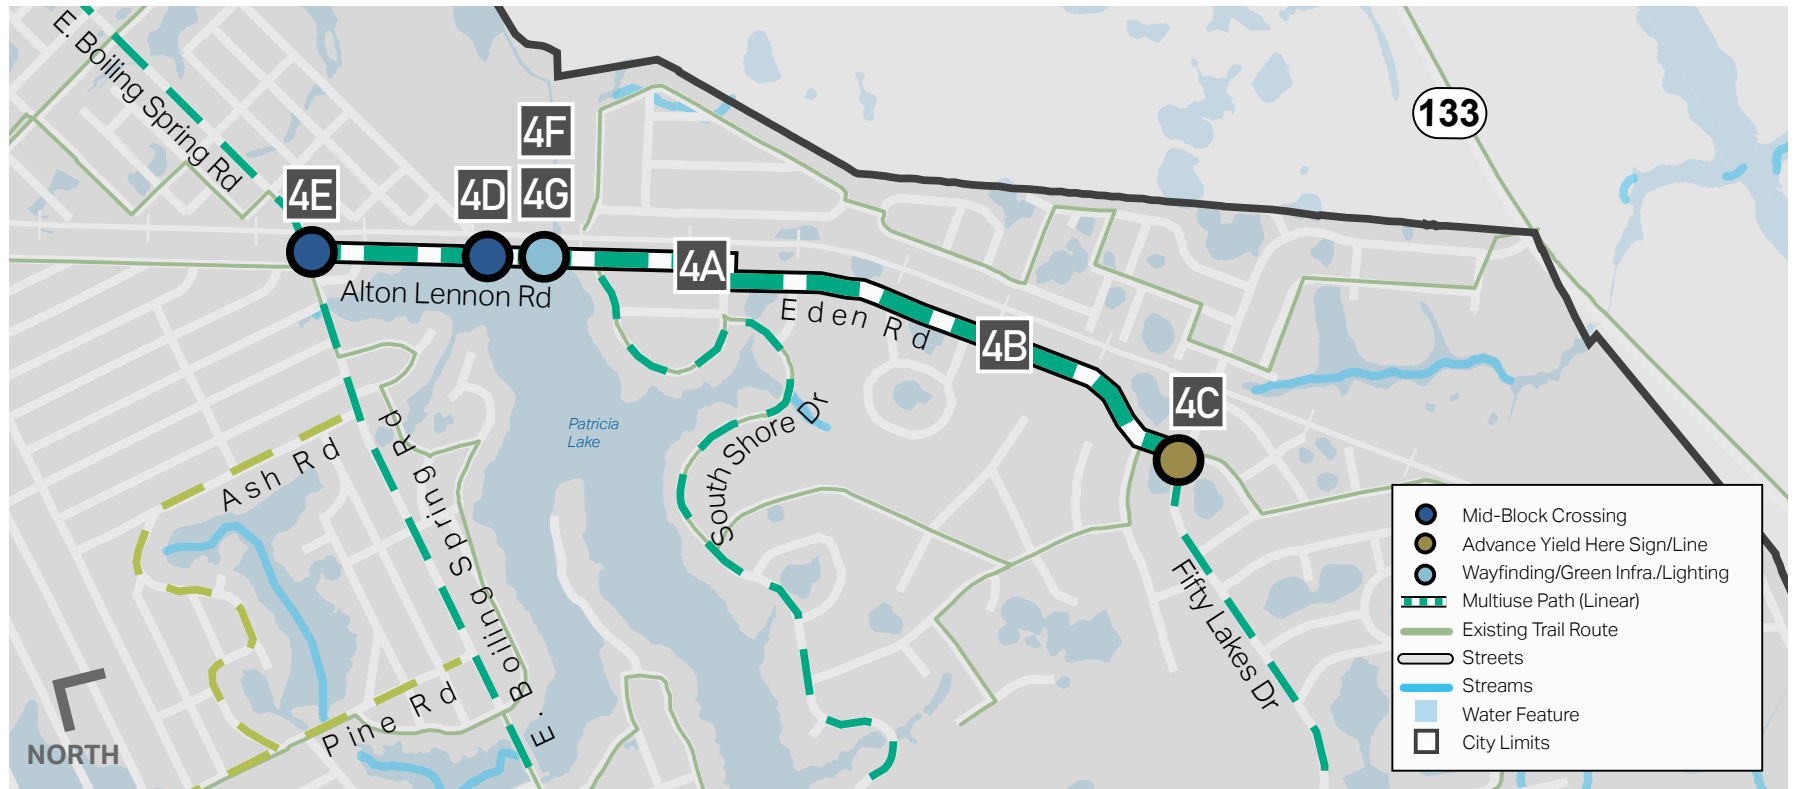 E. Boiling Spring Rd
133
4F
4E
4D
4G
4A
Alton Lennon Rd
Eden Rd
4B
4C
Patricia
Lake
South Shore Dr
Ash Rd
E. Boiling Spring Rd
Fifty Lakes Dr
Pine Rd
NORTH
Mid-Block Crossing
Advance Yield Here Sign/Line
Wayfinding/Green Infra./Lighting
Multiuse Path (Linear)
Existing Trail Route
Streets
Streams
Water Feature
City Limits